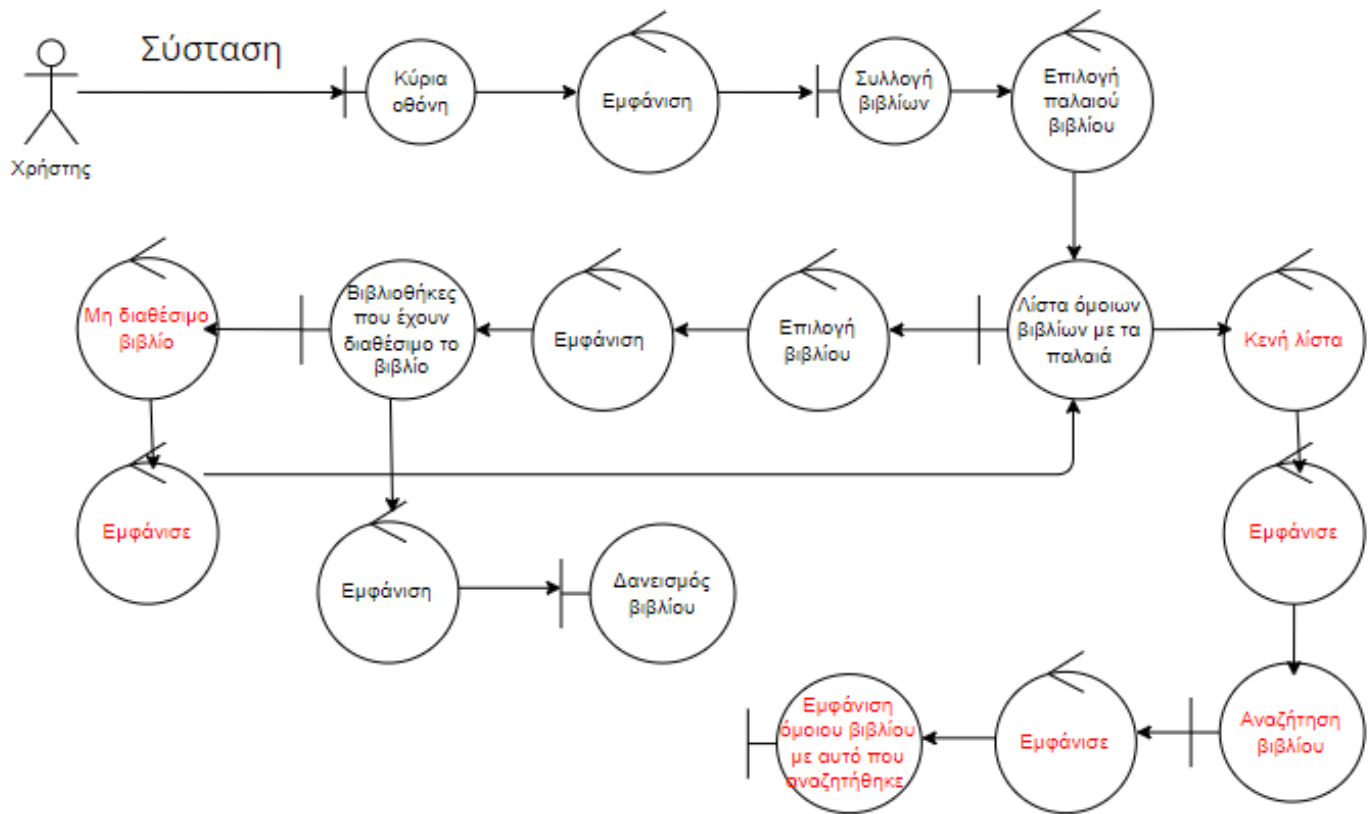 Σύσταση
Χρήστης
Κύρια
οθόνη
Εμφάνιση
Συλλογή
βιβλίων
Επιλογή
παλαιού
βιβλίου
Μη διαθέσιμο
βιβλίο
Βιβλιοθήκες
που έχουν
διαθέσιμο το
βιβλίο
Εμφάνιση
Επιλογή
βιβλίου
Λίστα όμοιων
βιβλίων με τα
παλαιά
Κενή λίστα
Εμφάνισε
Εμφάνιση
Δανεισμός
βιβλίου
Εμφάνισε
Εμφάνιση
όμοιου βιβλίου
με αυτό που
αναζητήθηκε
Εμφάνισε
Αναζήτηση
βιβλίου